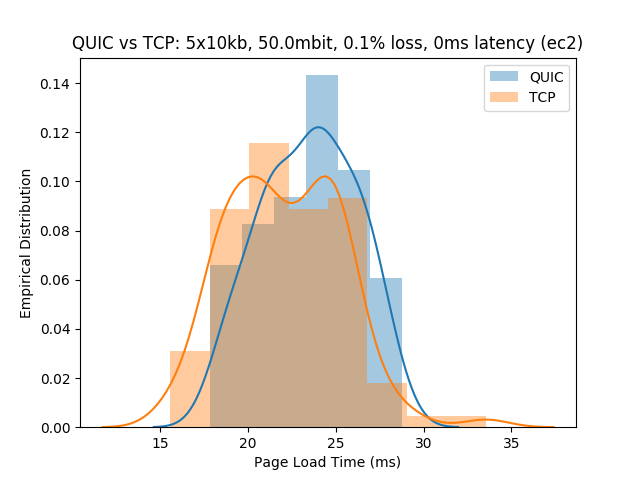 QUIC vs TCP: 5x10kb, 50.0mbit, 0.1% loss, 0ms latency (ec2)
QUIC
TCP
Empirical Distribution
0.14
0.12
0.10
0.08
0.06
0.04
0.02
0.00
15 20 25 30 35
Page Load Time (ms)